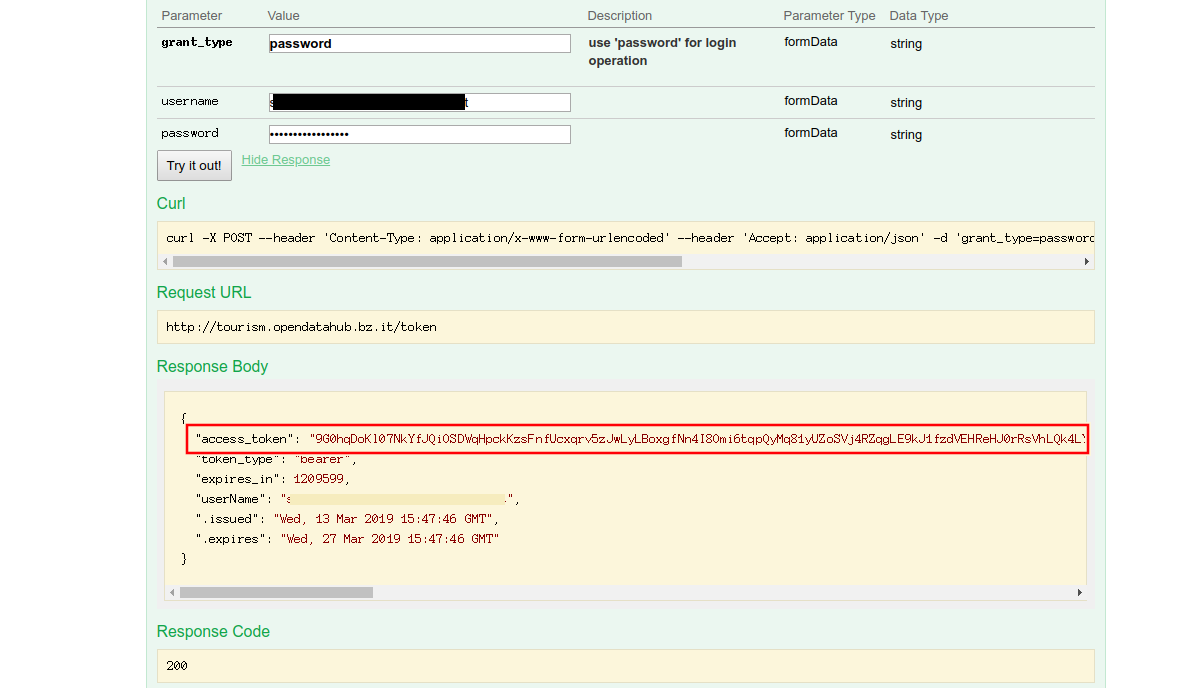 Parameter Value Description Parameter Type Data Type
grant_type password use 'password' for login operation formData string
username s t formData string
password ••••••••••••••••• formData string
Try it out! Hide Response
Curl
curl -X POST --header 'Content-Type: application/x-www-form-urlencoded' --header 'Accept: application/json' -d 'grant_type=password
Request URL
http://tourism.opendatahub.bz.it/token
Response Body
{
"access_token": "9G0hqDoKl07NkYfJQiOSDWqHpckKzsFnfUcxqrv5zJwLyLBoxgfNn4I8Omi6tqpQyMq81yUZoSVj4RZqgLE9kJ1fzdVEHReHJ0rRsVhLQk4LY
"token_type": "bearer",
"expires_in": 1209599,
"userName": "s .",
".issued": "Wed, 13 Mar 2019 15:47:46 GMT",
".expires": "Wed, 27 Mar 2019 15:47:46 GMT"
}
Response Code
200